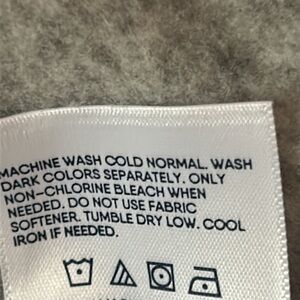 MACHINE WASH COLD NORMAL. WASH
DARK COLORS SEPARATELY. ONLY
NON-CHLORINE BLEACH WHEN
NEEDED. DO NOT USE FABRIC
SOFTENER. TUMBLE DRY LOW. COOL
IRON IF NEEDED.